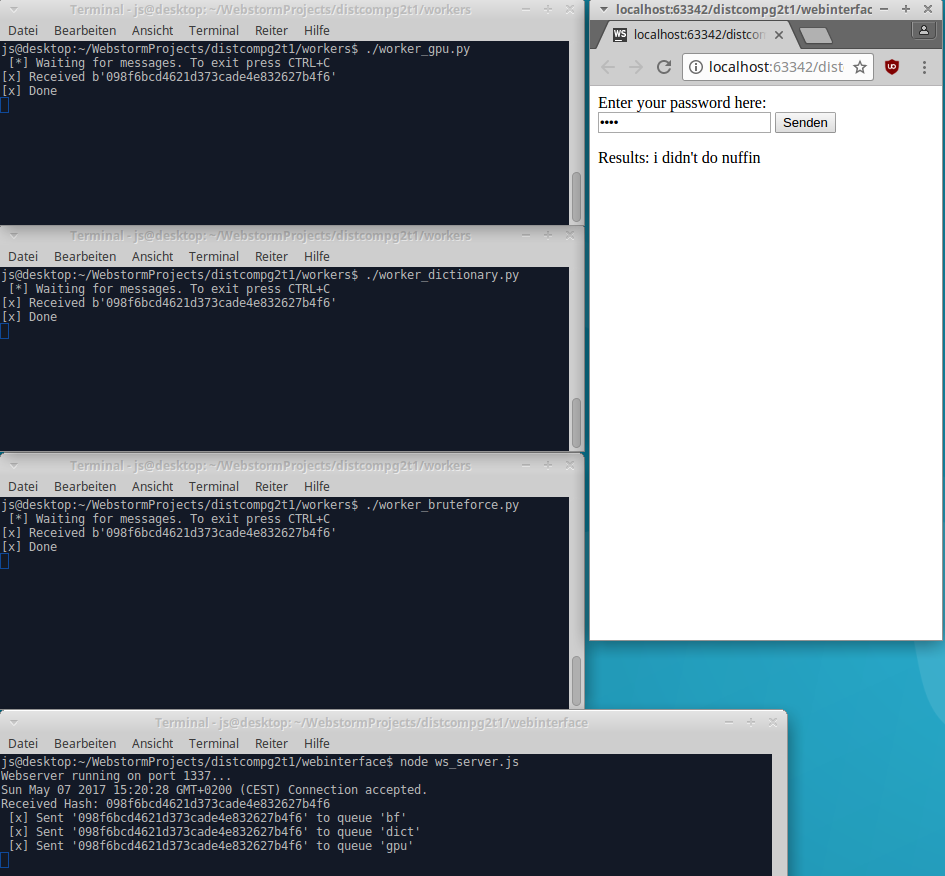 Terminal - js@desktop: ~/WebstormProjects/distcompg2t1/workers
Datei Bearbeiten Ansicht Terminal Reiter Hilfe
js@desktop:~/WebstormProjects/distcompg2t1/workers$ ./worker_gpu.py
[*] Waiting for messages. To exit press CTRL+C
[x] Received b'098f6bcd4621d373cade4e832627b4f6'
[x] Done
Terminal - js@desktop: ~/WebstormProjects/distcompg2t1/workers
Datei Bearbeiten Ansicht Terminal Reiter Hilfe
js@desktop:~/WebstormProjects/distcompg2t1/workers$ ./worker_dictionary.py
[*] Waiting for messages. To exit press CTRL+C
[x] Received b'098f6bcd4621d373cade4e832627b4f6'
[x] Done
Terminal - js@desktop: ~/WebstormProjects/distcompg2t1/workers
Datei Bearbeiten Ansicht Terminal Reiter Hilfe
js@desktop:~/WebstormProjects/distcompg2t1/workers$ ./worker_bruteforce.py
[*] Waiting for messages. To exit press CTRL+C
[x] Received b'098f6bcd4621d373cade4e832627b4f6'
[x] Done
Terminal - js@desktop: ~/WebstormProjects/distcompg2t1/webinterface
Datei Bearbeiten Ansicht Terminal Reiter Hilfe
js@desktop:~/WebstormProjects/distcompg2t1/webinterface$ node ws_server.js
Webserver running on port 1337...
Sun May 07 2017 15:20:28 GMT+0200 (CEST) Connection accepted.
Received Hash: 098f6bcd4621d373cade4e832627b4f6
[x] Sent '098f6bcd4621d373cade4e832627b4f6' to queue 'bf'
[x] Sent '098f6bcd4621d373cade4e832627b4f6' to queue 'dict'
[x] Sent '098f6bcd4621d373cade4e832627b4f6' to queue 'gpu'
localhost:63342/distcompg2t1/webinterfac
WS localhost:63342/distcon
localhost:63342/dist
Enter your password here:
•••• Senden
Results: i didn't do nuffin